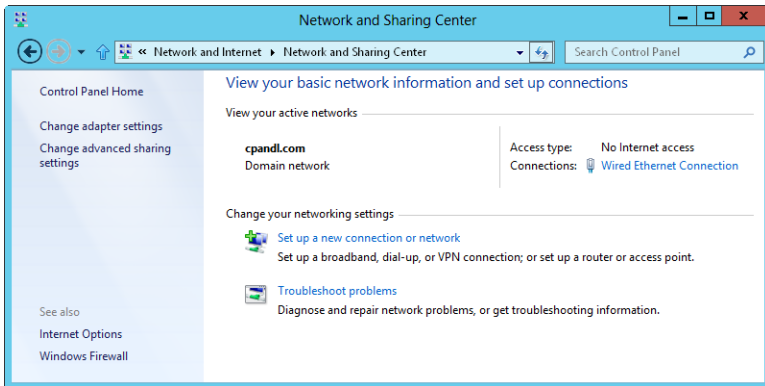 Network and Sharing Center
« Network and Internet ▸ Network and Sharing Center
Search Control Panel
Control Panel Home
Change adapter settings
Change advanced sharing
settings
See also
Internet Options
Windows Firewall
View your basic network information and set up connections
View your active networks
cpandl.com
Domain network
Access type: No Internet access
Connections: Wired Ethernet Connection
Change your networking settings
Set up a new connection or network
Set up a broadband, dial-up, or VPN connection; or set up a router or access point.
Troubleshoot problems
Diagnose and repair network problems, or get troubleshooting information.